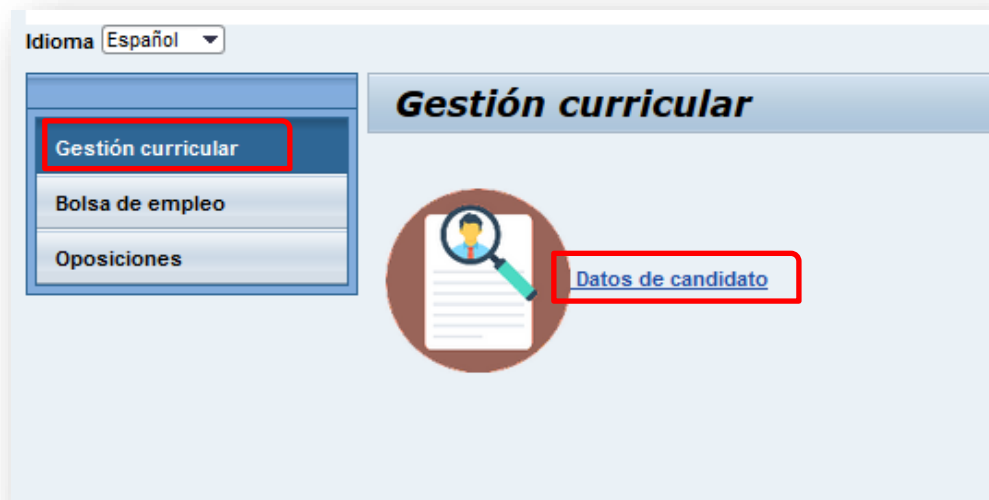 Idioma Español
Gestión curricular
Gestión curricular
Bolsa de empleo
Oposiciones
Datos de candidato